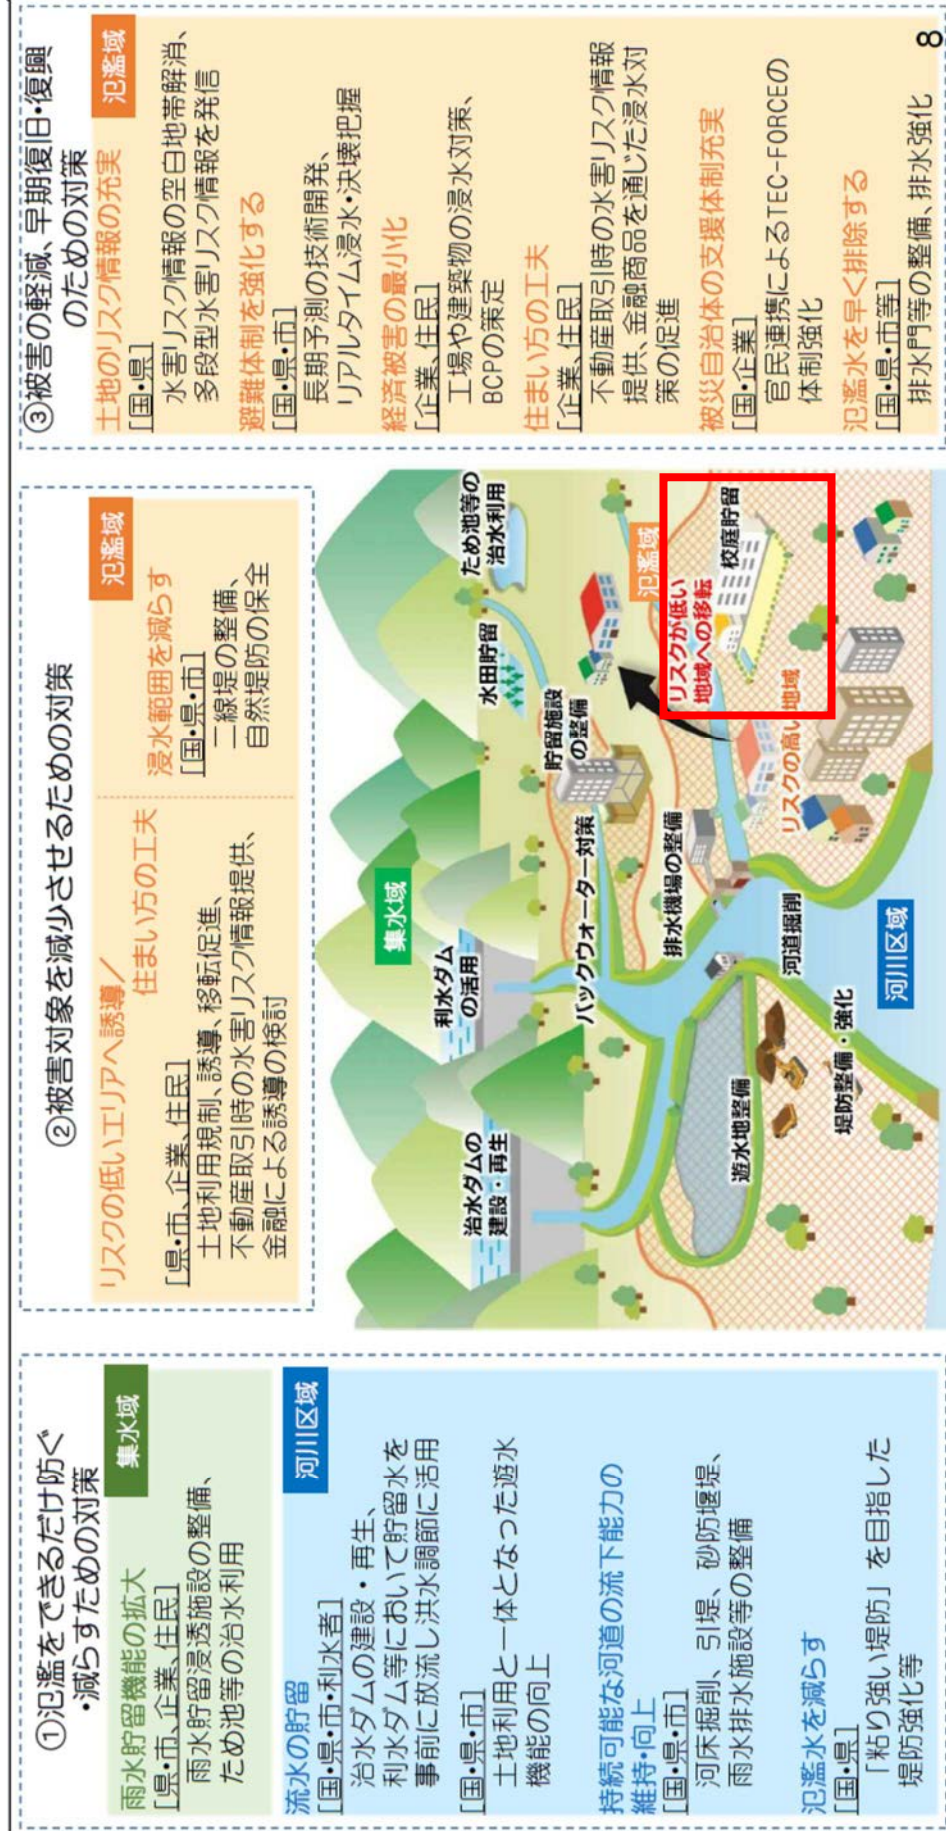 ①氾濫をできるだけ防ぐ
・減らすための対策
集水域
雨水貯留機能の拡大
[県・市、企業、住民]
雨水貯留浸透施設の整備、
ため池等の治水利用
河川区域
流水の貯留
[国・県・市・利水者]
治水ダムの建設・再生、
利水ダム等において貯留水を
事前に放流し洪水調節に活用
[国・県・市]
土地利用と一体となった遊水
機能の向上
持続可能な河道の流下能力の
維持・向上
[国・県・市]
河床掘削、引堤、砂防堰堤、
雨水排水施設等の整備
氾濫水を減らす
[国・県]
「粘り強い堤防」を目指した
堤防強化等
②被害対象を減少させるための対策
氾濫域
リスクの低いエリアへ誘導／
住まい方の工夫
[県・市、企業、住民]
土地利用規制、誘導、移転促進、
不動産取引時の水害リスク情報提供、
金融による誘導の検討
浸水範囲を減らす
[国・県・市]
二線堤の整備、
自然堤防の保全
集水域
治水ダムの
建設・再生
利水ダム
の活用
水田貯留
ため池等の
治水利用
貯留施設
の整備
バックウォーター対策
氾濫域
リスクが低い
地域への移転
校庭貯留
排水機場の整備
リスクの高い地域
遊水地整備
河道掘削
堤防整備・強化
河川区域
③被害の軽減、早期復旧・復興
のための対策
氾濫域
土地のリスク情報の充実
[国・県]
水害リスク情報の空白地帯解消、
多段型水害リスク情報を発信
避難体制を強化する
[国・県・市]
長期予測の技術開発、
リアルタイム浸水・決壊把握
経済被害の最小化
[企業、住民]
工場や建築物の浸水対策、
BCPの策定
住まい方の工夫
[企業、住民]
不動産取引時の水害リスク情報
提供、金融商品を通じた浸水対
策の促進
被災自治体の支援体制充実
[国・企業]
官民連携によるTEC-FORCEの
体制強化
氾濫水を早く排除する
[国・県・市等]
排水門等の整備、排水強化
8